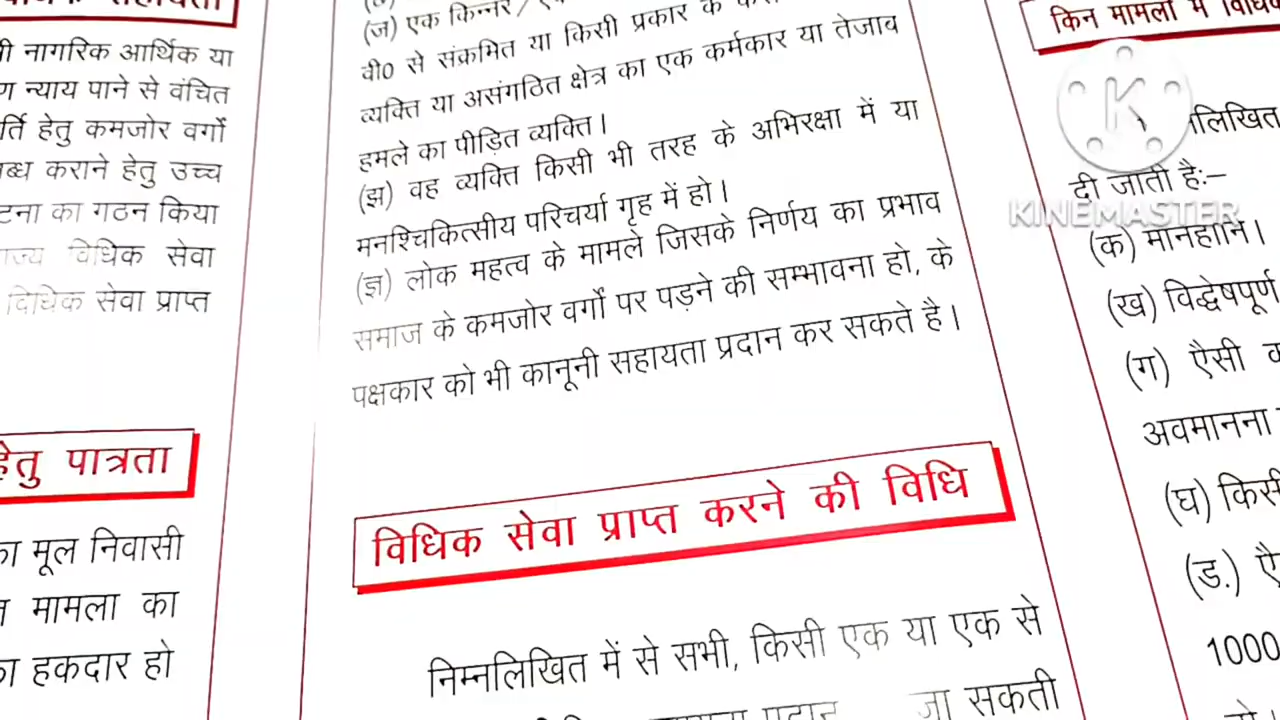 ी नागरिक आर्थिक या
ण न्याय पाने से वंचित
र्ति हेतु कमजोर वर्गो
ब्ध कराने हेतु उच्च
टना का गठन किया
विधिक सेवा
विधिक सेवा प्राप्त
हेतु पात्रता
का मूल निवासी
मामला का
का हकदार हो
(ज) एक किन्नर /
वी0 से संक्रमित या किसी प्रकार के
व्यक्ति या असंगठित क्षेत्र का एक कर्मकार या तेजाब
हमले का पीड़ित व्यक्ति।
(झ) वह व्यक्ति किसी भी तरह के अभिरक्षा में या
मनश्चिकित्सीय परिचर्या गृह में हो।
(ज्ञ) लोक महत्व के मामले जिसके निर्णय का प्रभाव
समाज के कमजोर वर्गों पर पड़ने की सम्भावना हो, के
पक्षकार को भी कानूनी सहायता प्रदान कर सकते है।
विधिक सेवा प्राप्त करने की विधि
निम्नलिखित में से सभी, किसी एक या एक से
जा सकती
किन मामलो में
लिखित
दी जाती है:–
(क) मानहानि।
(ख) विद्धेषपूर्ण
(ग) ऐसी
अवमानना
(घ) किसी
(ड.)
1000
KINEMASTER